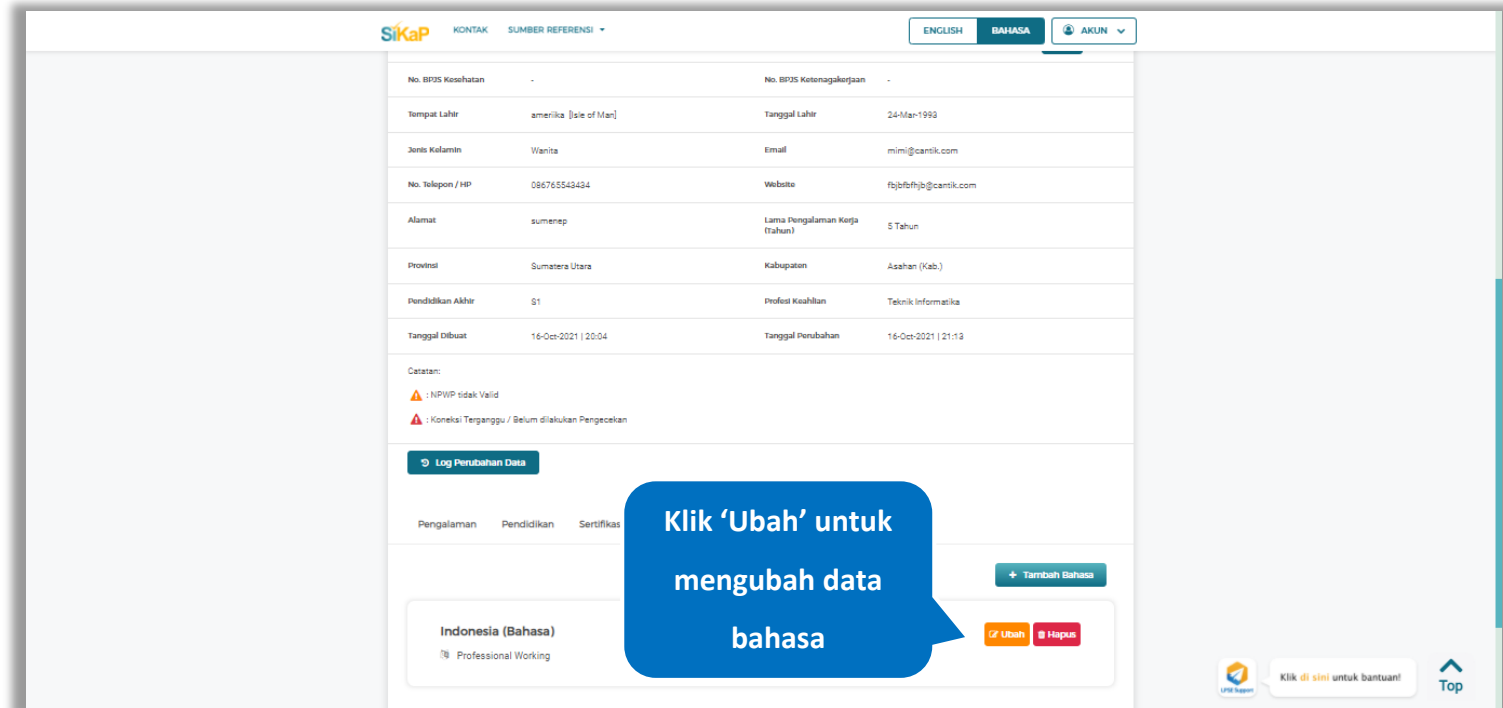 SiKaP KONTAK SUMBER REFERENSI ENGLISH BAHASA AKUN
No. BPJS Kesehatan - No. BPJS Ketenagakerjaan -
Tempat Lahir ameriika [Isle of Man] Tanggal Lahir 24-Mar-1993
Jenis Kelamin Wanita Email mimi@cantik.com
No. Telepon / HP 086765543434 Website fbjbfbfhjb@cantik.com
Alamat sumenep Lama Pengalaman Kerja (Tahun) 5 Tahun
Provinsi Sumatera Utara Kabupaten Asahan (Kab.)
Pendidikan Akhir S1 Profesi Keahlian Teknik Informatika
Tanggal Dibuat 16-Oct-2021 | 20:04 Tanggal Perubahan 16-Oct-2021 | 21:13
Catatan:
: NPWP tidak Valid
: Koneksi Terganggu / Belum dilakukan Pengecekan
Log Perubahan Data
Pengalaman Pendidikan Sertifikas
Klik ‘Ubah’ untuk
mengubah data
bahasa
+ Tambah Bahasa
Indonesia (Bahasa)
Professional Working
Ubah Hapus
LPSE Support Klik di sini untuk bantuan! Top